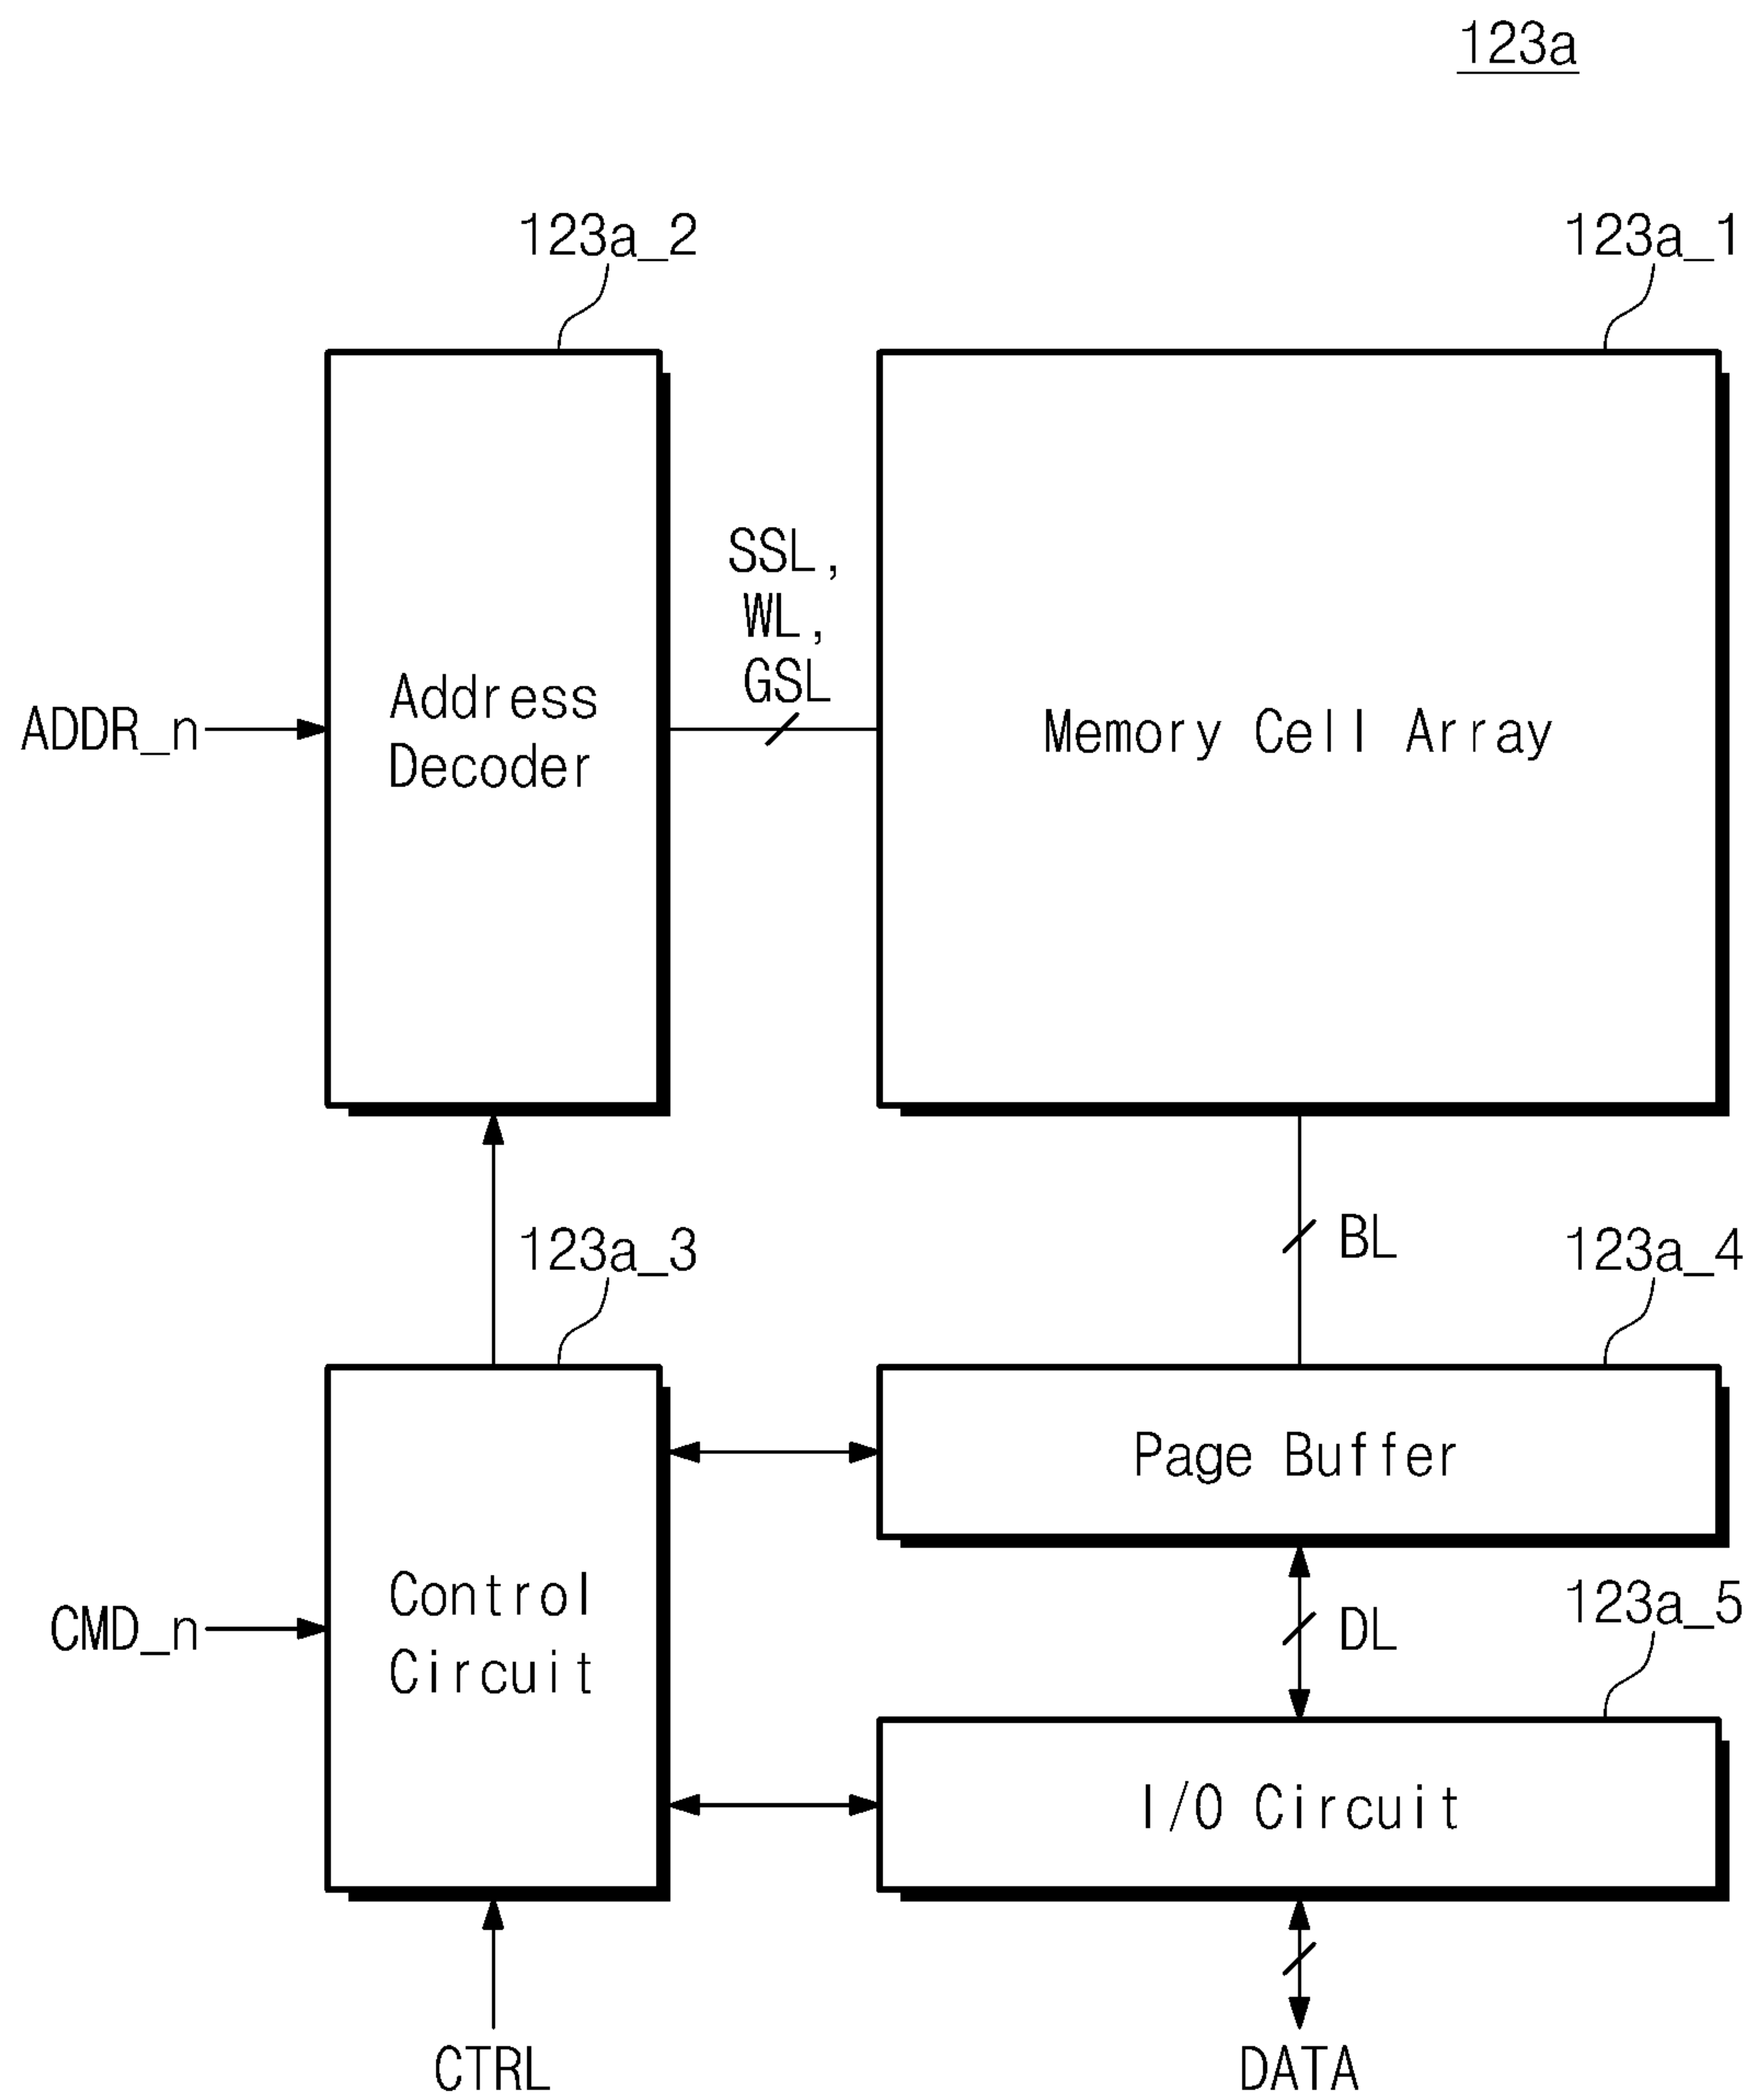 123a
123a_2
123a_1
SSL,
WL,
GSL
Address
Decoder
ADDR_n
Memory Cell Array
BL
123a_3
123a_4
Page Buffer
Control
Circuit
CMD_n
DL
123a_5
I/O Circuit
CTRL
DATA